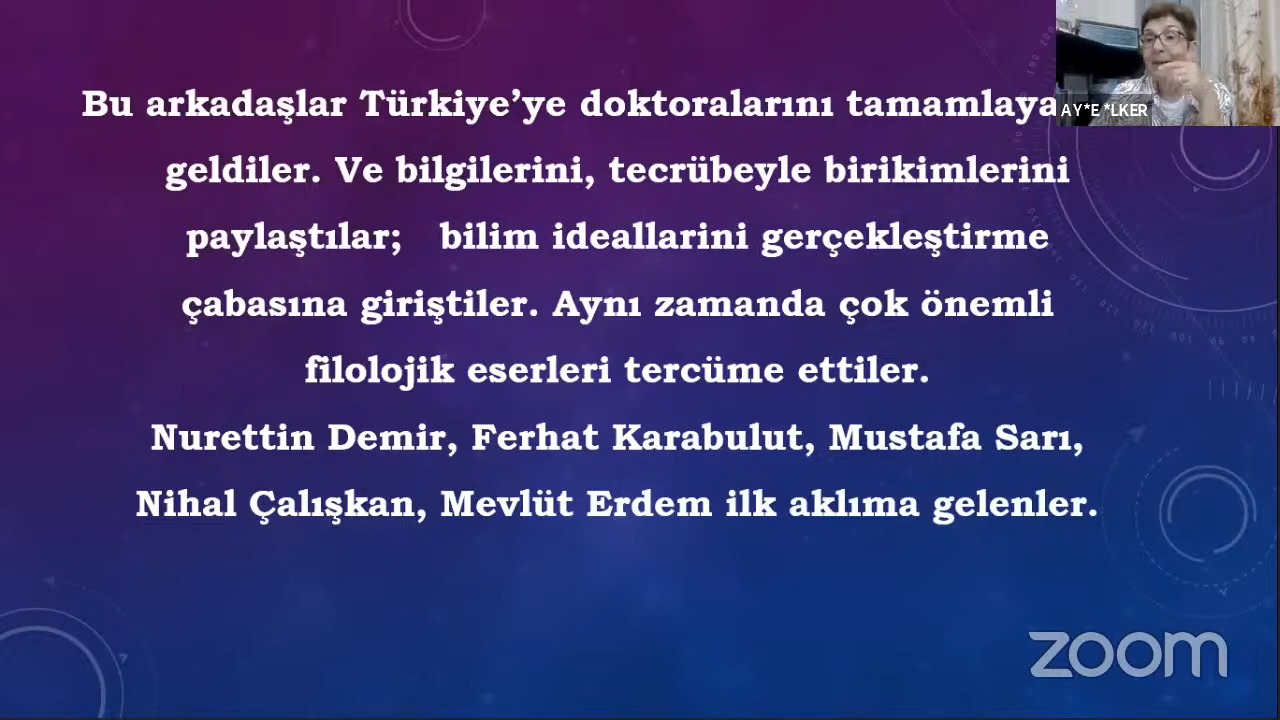 Bu arkadaşlar Türkiye’ye doktoralarını
geldiler. Ve bilgilerini, tecrübeyle birikimlerini
paylaştılar; bilim ideallarini gerçekleştirme
çabasına giriştiler. Aynı zamanda çok önemli
filolojik eserleri tercüme ettiler.
Nurettin Demir, Ferhat Karabulut, Mustafa Sarı,
Nihal Çalışkan, Mevlüt Erdem ilk aklıma gelenler.
AY*E *LKER
zoom